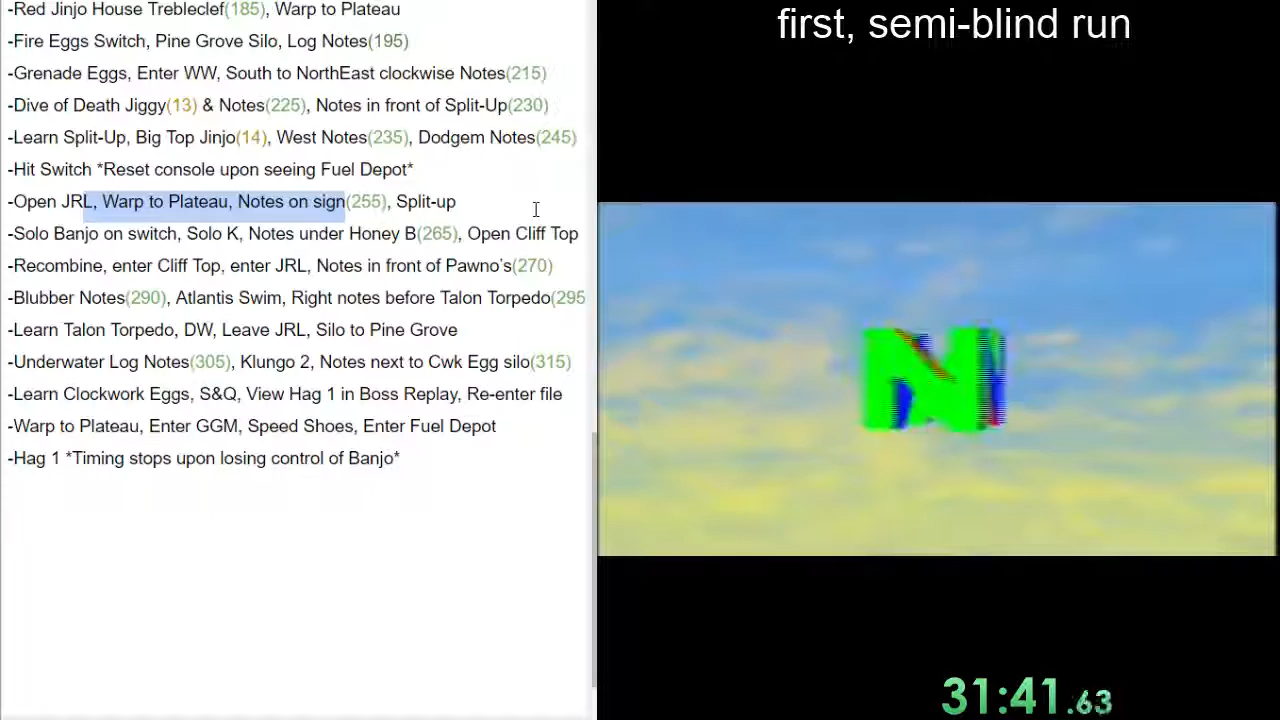 -Red Jinjo House Trebleclef(185), Warp to Plateau
-Fire Eggs Switch, Pine Grove Silo, Log Notes(195)
-Grenade Eggs, Enter WW, South to NorthEast clockwise Notes(215)
-Dive of Death Jiggy(13) & Notes(225), Notes in front of Split-Up(230)
-Learn Split-Up, Big Top Jinjo(14), West Notes(235), Dodgem Notes(245)
-Hit Switch *Reset console upon seeing Fuel Depot*
-Open JRL, Warp to Plateau, Notes on sign(255), Split-up
-Solo Banjo on switch, Solo K, Notes under Honey B(265), Open Cliff Top
-Recombine, enter Cliff Top, enter JRL, Notes in front of Pawno's(270)
-Blubber Notes(290), Atlantis Swim, Right notes before Talon Torpedo(295
-Learn Talon Torpedo, DW, Leave JRL, Silo to Pine Grove
-Underwater Log Notes(305), Klungo 2, Notes next to Cwk Egg silo(315)
-Learn Clockwork Eggs, S&Q, View Hag 1 in Boss Replay, Re-enter file
-Warp to Plateau, Enter GGM, Speed Shoes, Enter Fuel Depot
-Hag 1 *Timing stops upon losing control of Banjo*
first, semi-blind run
N
31:41.63